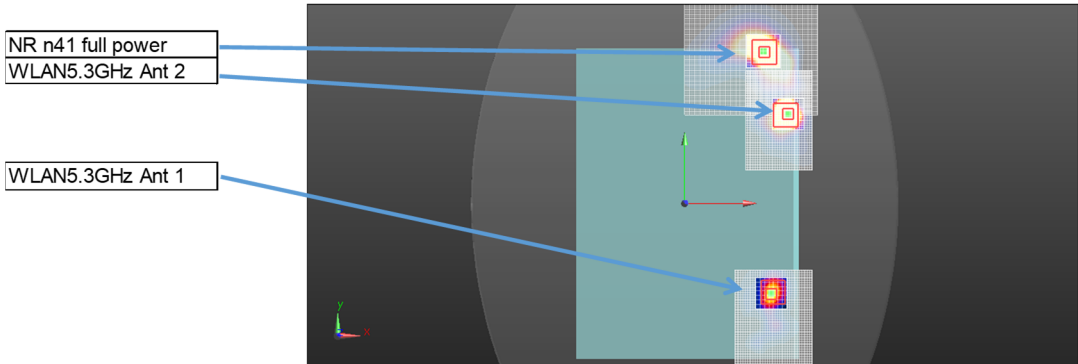 NR n41 full power
WLAN5.3GHz Ant 2
WLAN5.3GHz Ant 1
y
x